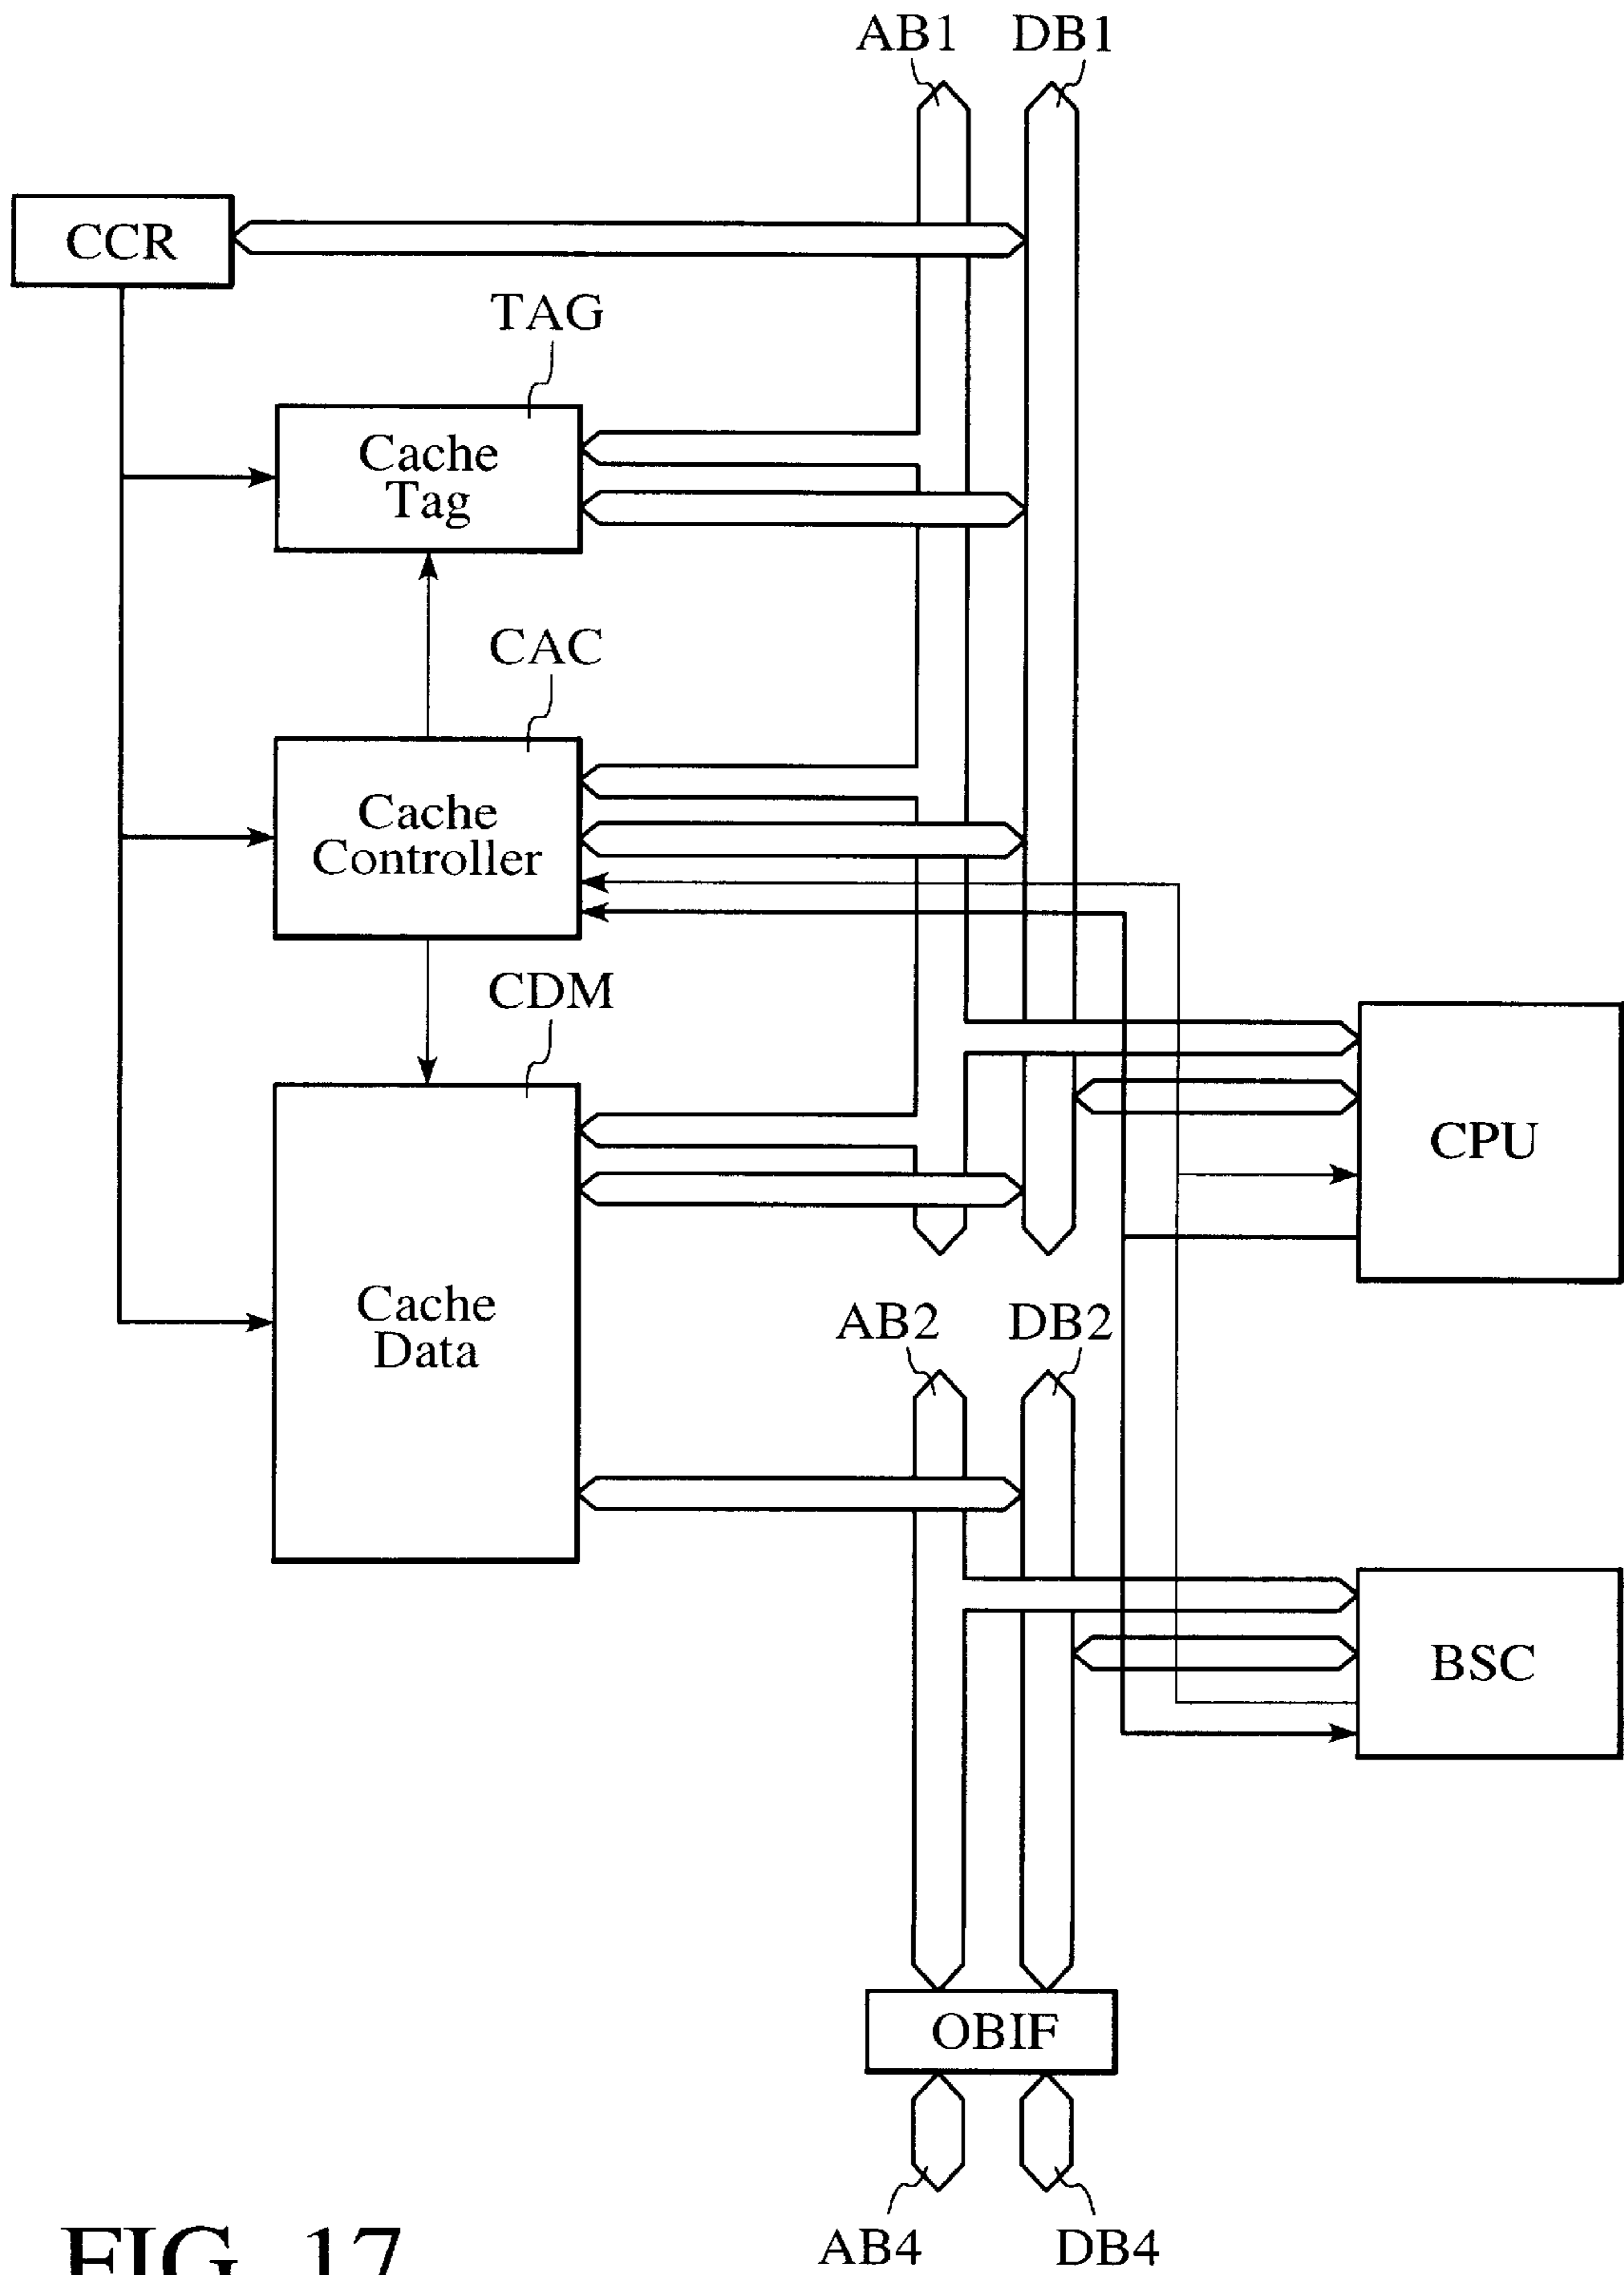 AB1
DB1
CCR
TAG
Cache
Tag
CAC
Cache
Controller
CDM
CPU
Cache
Data
AB2
DB2
BSC
OBIF
AB4
DB4
FIG. 17